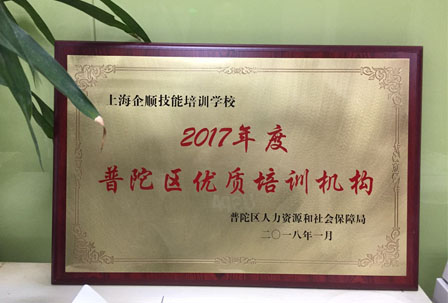 上海企顺技能培训学校
2017年度
普陀区优质培训机构
普陀区人力资源和社会保障局
二〇一八年一月